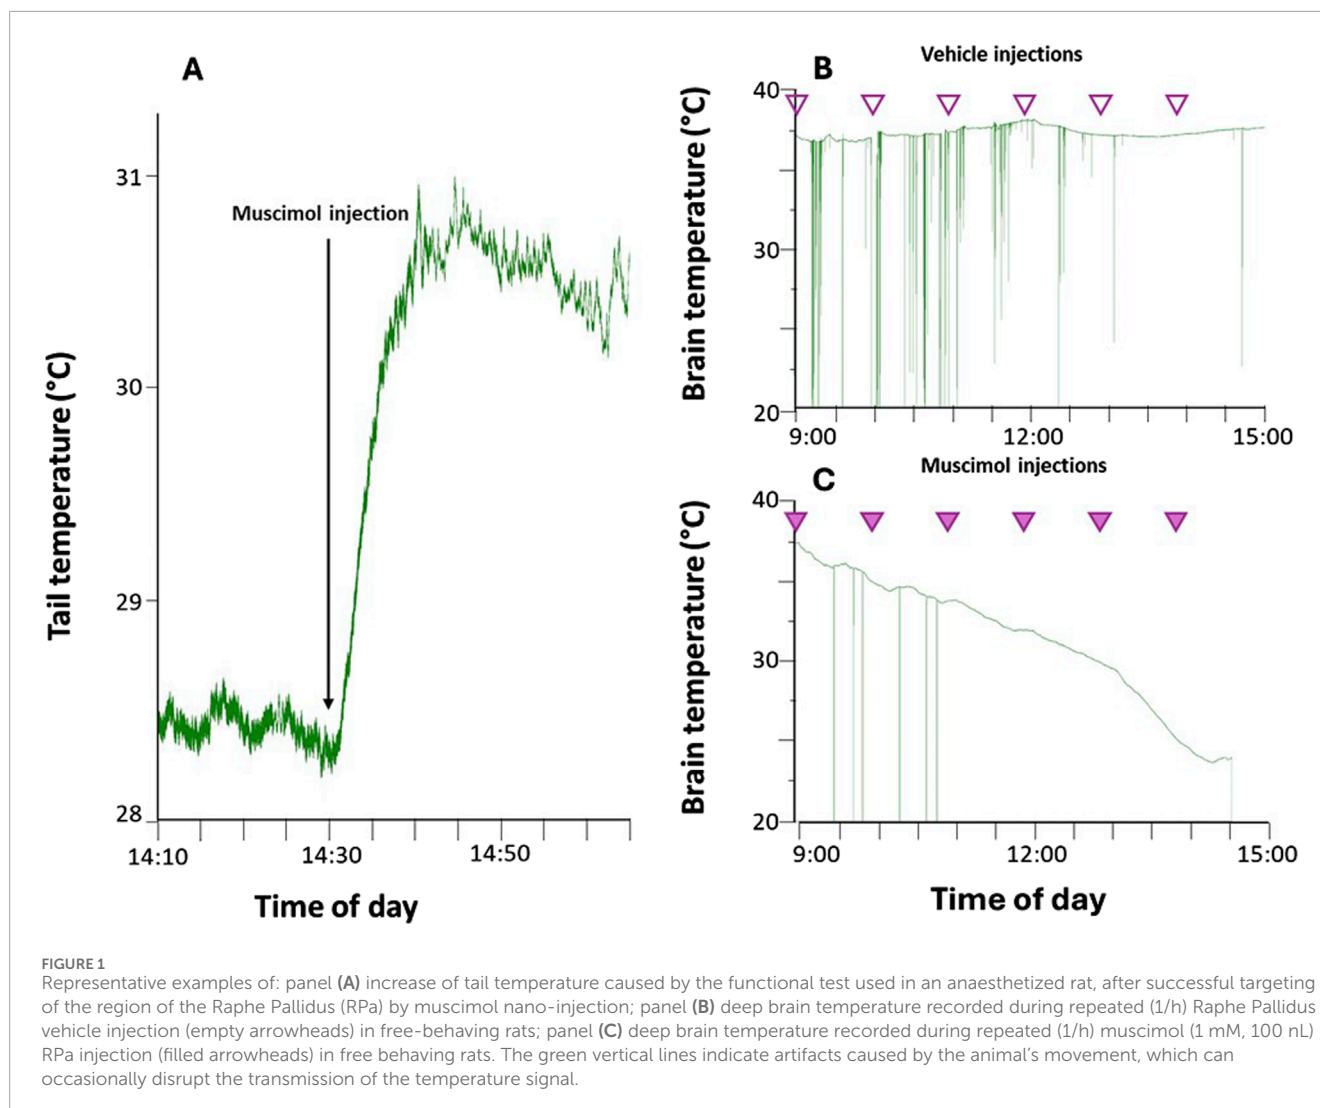 A
Muscimol injection
Tail temperature (°C)
31
30
29
28
14:10
14:30
14:50
Time of day
B
Vehicle injections
Brain temperature (°C)
40
30
20
9:00
12:00
15:00
C
Muscimol injections
Brain temperature (°C)
40
30
20
9:00
12:00
15:00
Time of day
FIGURE 1
Representative examples of: panel (A) increase of tail temperature caused by the functional test used in an anaesthetized rat, after successful targeting
of the region of the Raphe Pallidus (RPa) by muscimol nano-injection; panel (B) deep brain temperature recorded during repeated (1/h) Raphe Pallidus
vehicle injection (empty arrowheads) in free-behaving rats; panel (C) deep brain temperature recorded during repeated (1/h) muscimol (1 mM, 100 nL)
RPa injection (filled arrowheads) in free behaving rats. The green vertical lines indicate artifacts caused by the animal's movement, which can
occasionally disrupt the transmission of the temperature signal.